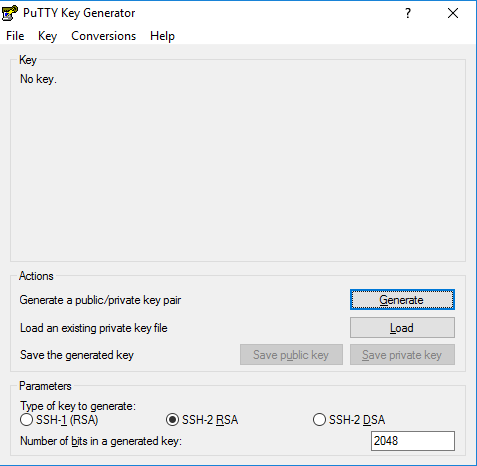 PuTTY Key Generator
File Key Conversions Help
Key
No key.
Actions
Generate a public/private key pair Generate
Load an existing private key file Load
Save the generated key Save public key Save private key
Parameters
Type of key to generate:
SSH-1 (RSA) SSH-2 RSA SSH-2 DSA
Number of bits in a generated key: 2048